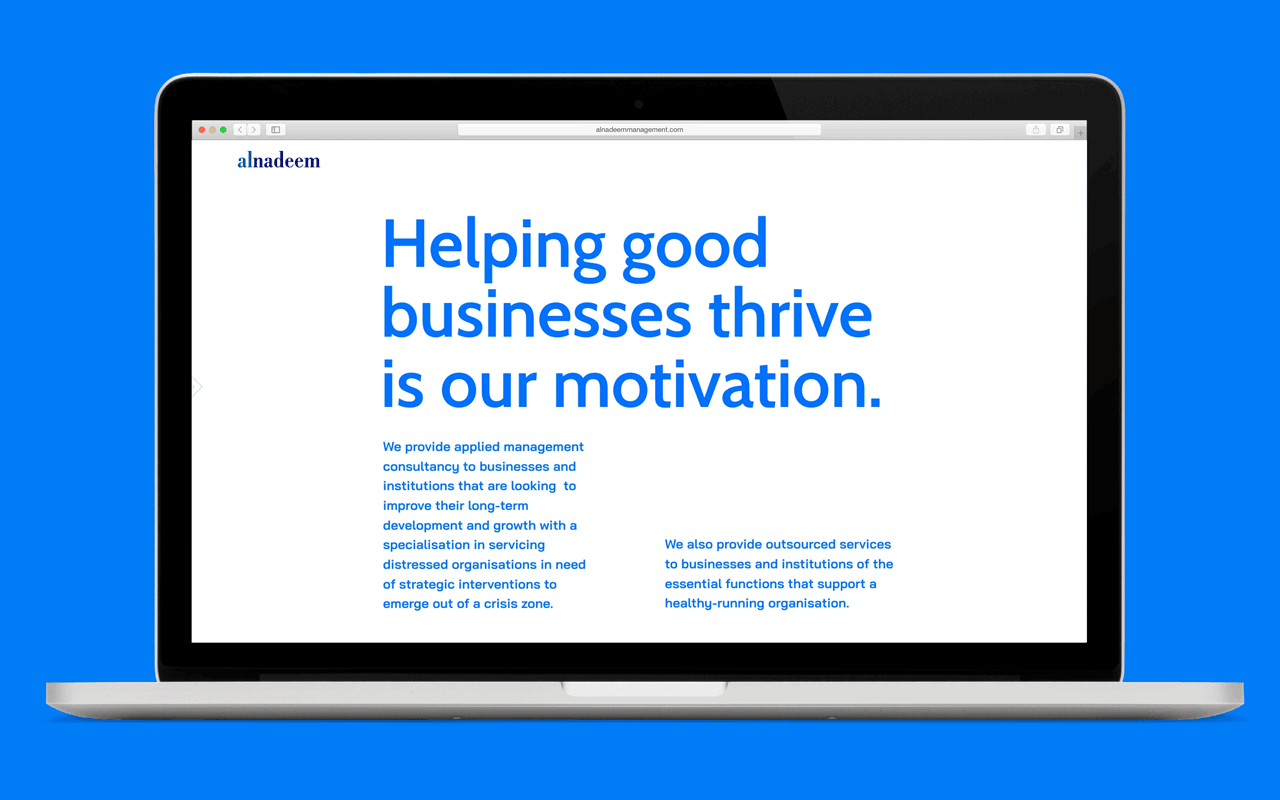 alnadeemmanagement.com
alnadeem
Helping good
businesses thrive
is our motivation.
We provide applied management
consultancy to businesses and
institutions that are looking  to
improve their long-term
development and growth with a
specialisation in servicing
distressed organisations in need
of strategic interventions to
emerge out of a crisis zone.
We also provide outsourced services
to businesses and institutions of the
essential functions that support a
healthy-running organisation.